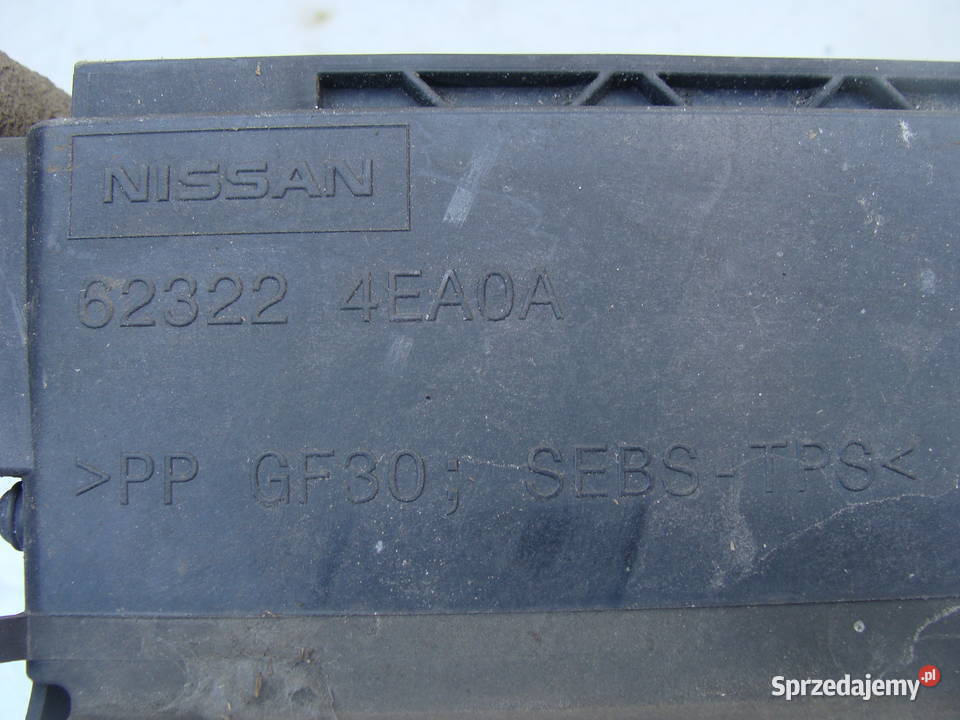 NISSAN
62322 4EA0A
>PP GF30; SEBS-TPS<
Sprzedajemy.pl